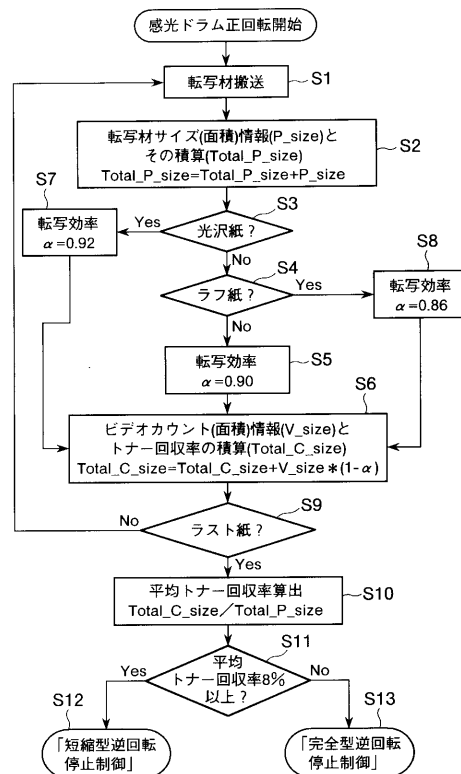 感光ドラム正回転開始
転写材搬送
S1
転写材サイズ(面積)情報(P_size)と
その積算(Total_P_size)
Total_P_size=Total_P_size+P_size
S2
S7
S3
転写効率
α=0.92
Yes
光沢紙？
No
S4
S8
ラフ紙？
Yes
転写効率
α=0.86
No
転写効率
α=0.90
S5
S6
ビデオカウント(面積)情報(V_size)と
トナー回収率の積算(Total_C_size)
Total_C_size=Total_C_size+V_size*(1-α)
S9
No
ラスト紙？
Yes
平均トナー回収率算出
Total_C_size／Total_P_size
S10
S11
Yes
平均
トナー回収率8%
以上？
No
S12
S13
「短縮型逆回転
停止制御」
「完全型逆回転
停止制御」